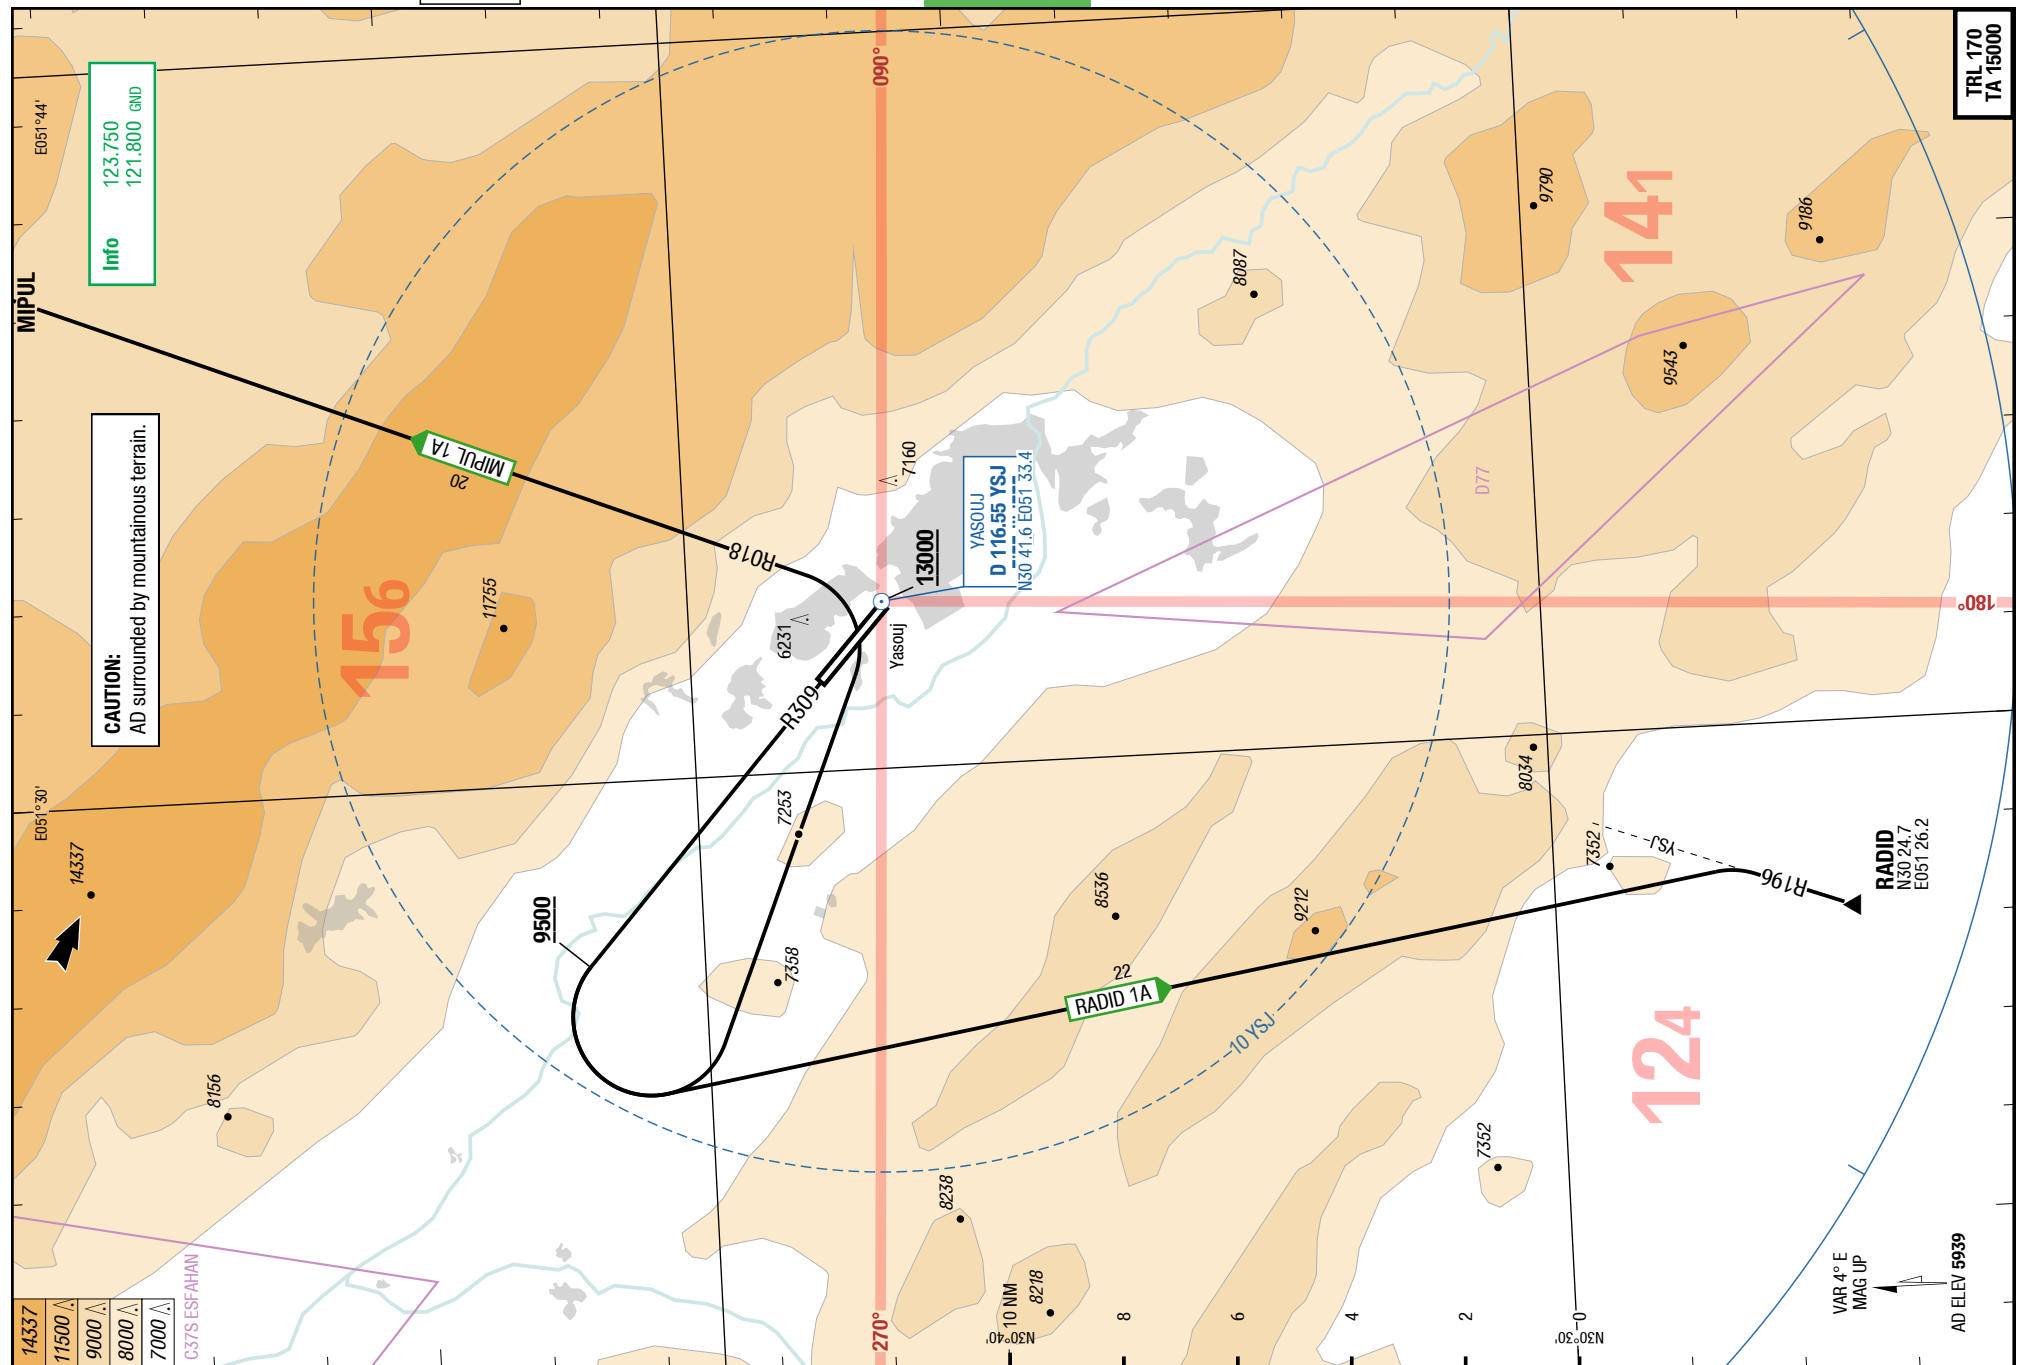 TRL 170
TA 15000
E051°44'
Info 123.750
121.800 GND
MIPUL
CAUTION:
AD surrounded by mountainous terrain.
E051°30'
14337
090°
180°
270°
156
141
124
MIPUL 1A
20
R018
11755
6231
7160
13000
YASOUJ
D 116.55 YSJ
N30 41.6 E051 33.4
Yasouj
R309
7253
7358
9500
8087
9790
9186
9543
D77
8034
7352
YSJ
R196
RADID
N30 24.7
E051 26.2
8536
9212
22
RADID 1A
10 YSJ
8156
8238
8218
7352
C37S ESFAHAN
14337
11500
9000
8000
7000
10 NM
8
6
4
2
0
N30°40'
N30°30'
VAR 4° E
MAG UP
AD ELEV 5939